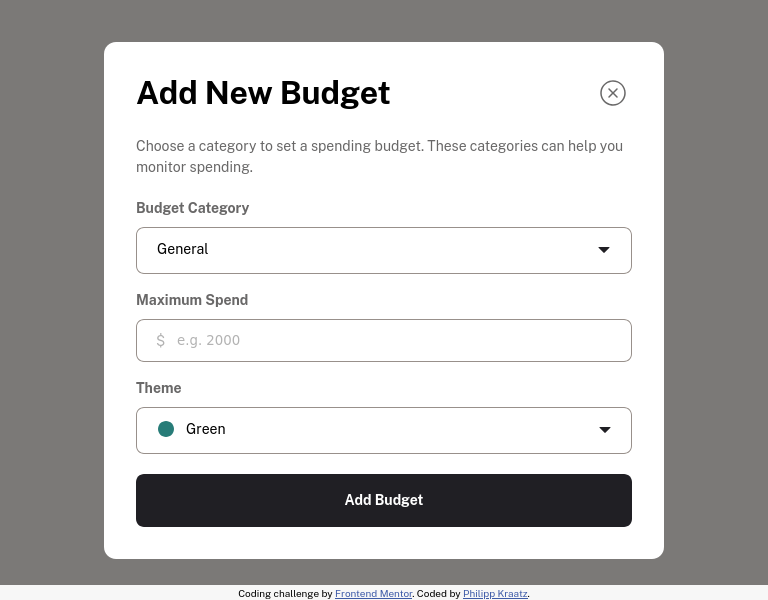 Add New Budget
Choose a category to set a spending budget. These categories can help you
monitor spending.
Budget Category
General
Maximum Spend
$ e.g. 2000
Theme
Green
Add Budget
Coding challenge by Frontend Mentor. Coded by Philipp Kraatz.